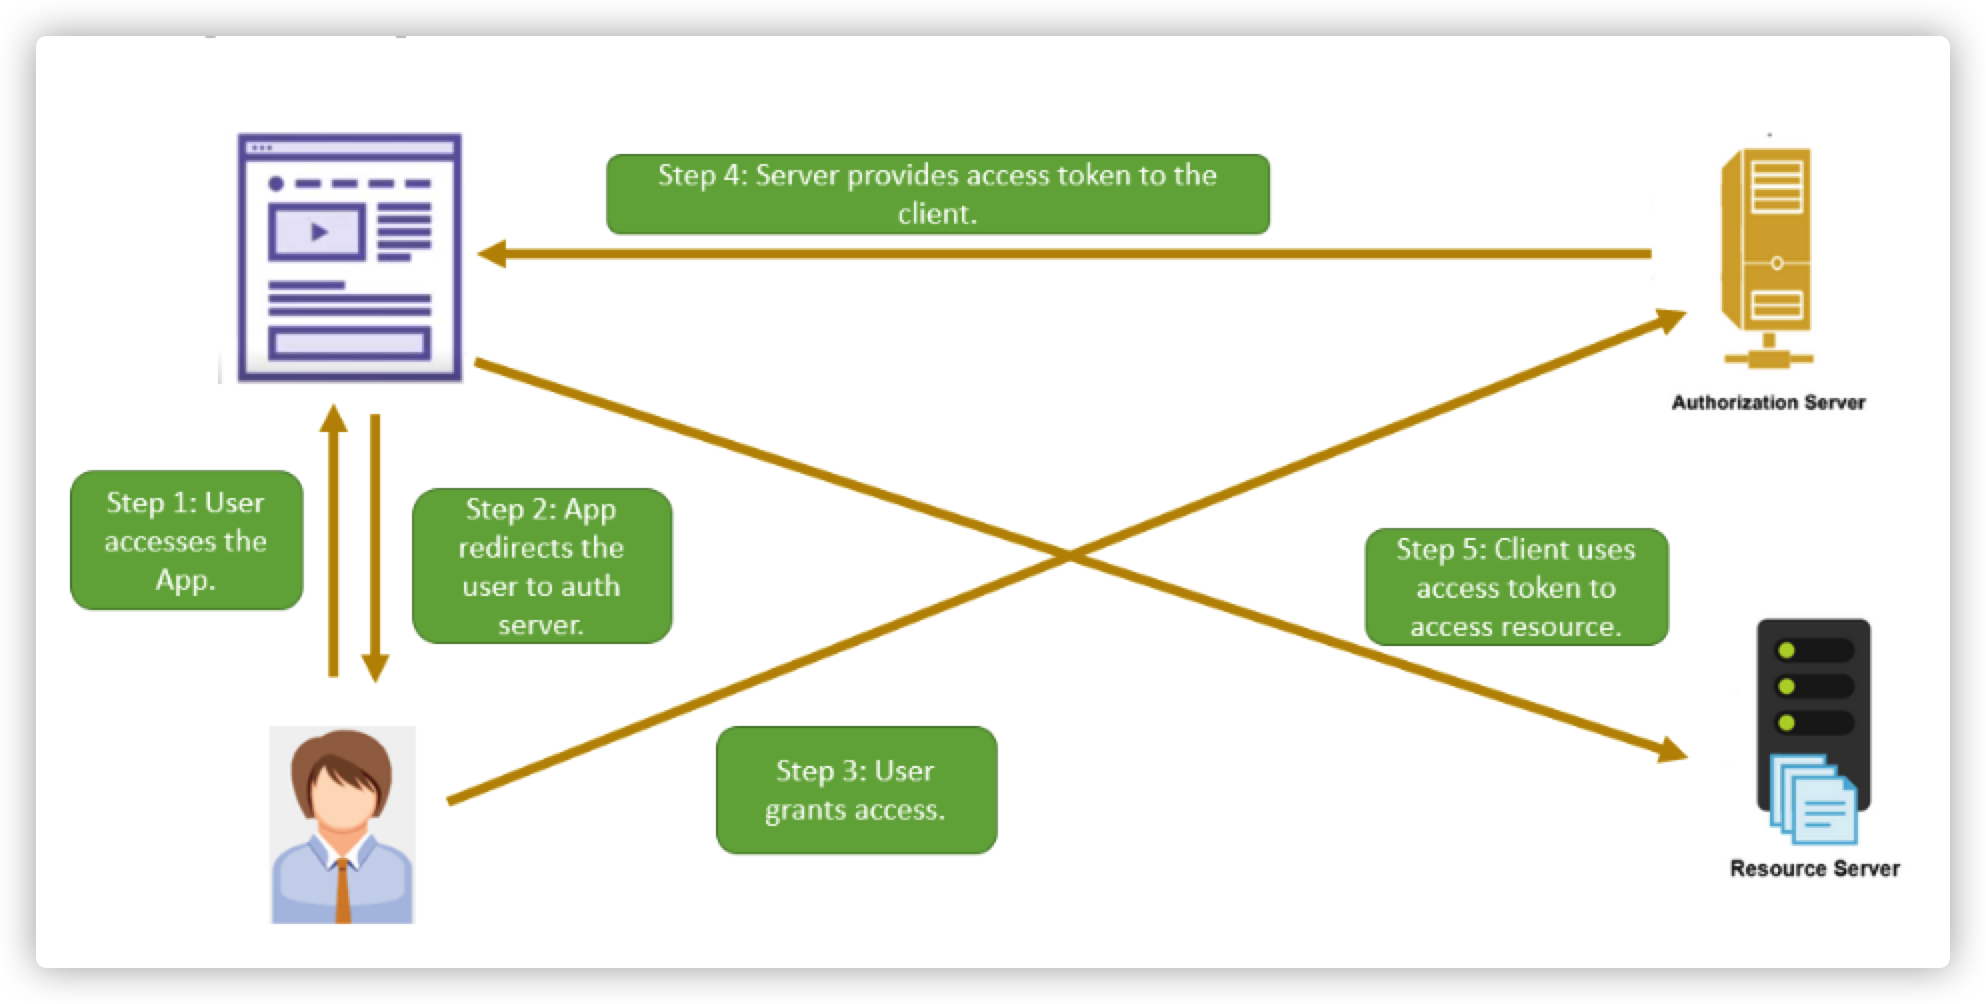 Step 4: Server provides access token to the
client.
Authorization Server
Step 1: User
accesses the
App.
Step 2: App
redirects the
user to auth
server.
Step 5: Client uses
access token to
access resource.
Step 3: User
grants access.
Resource Server